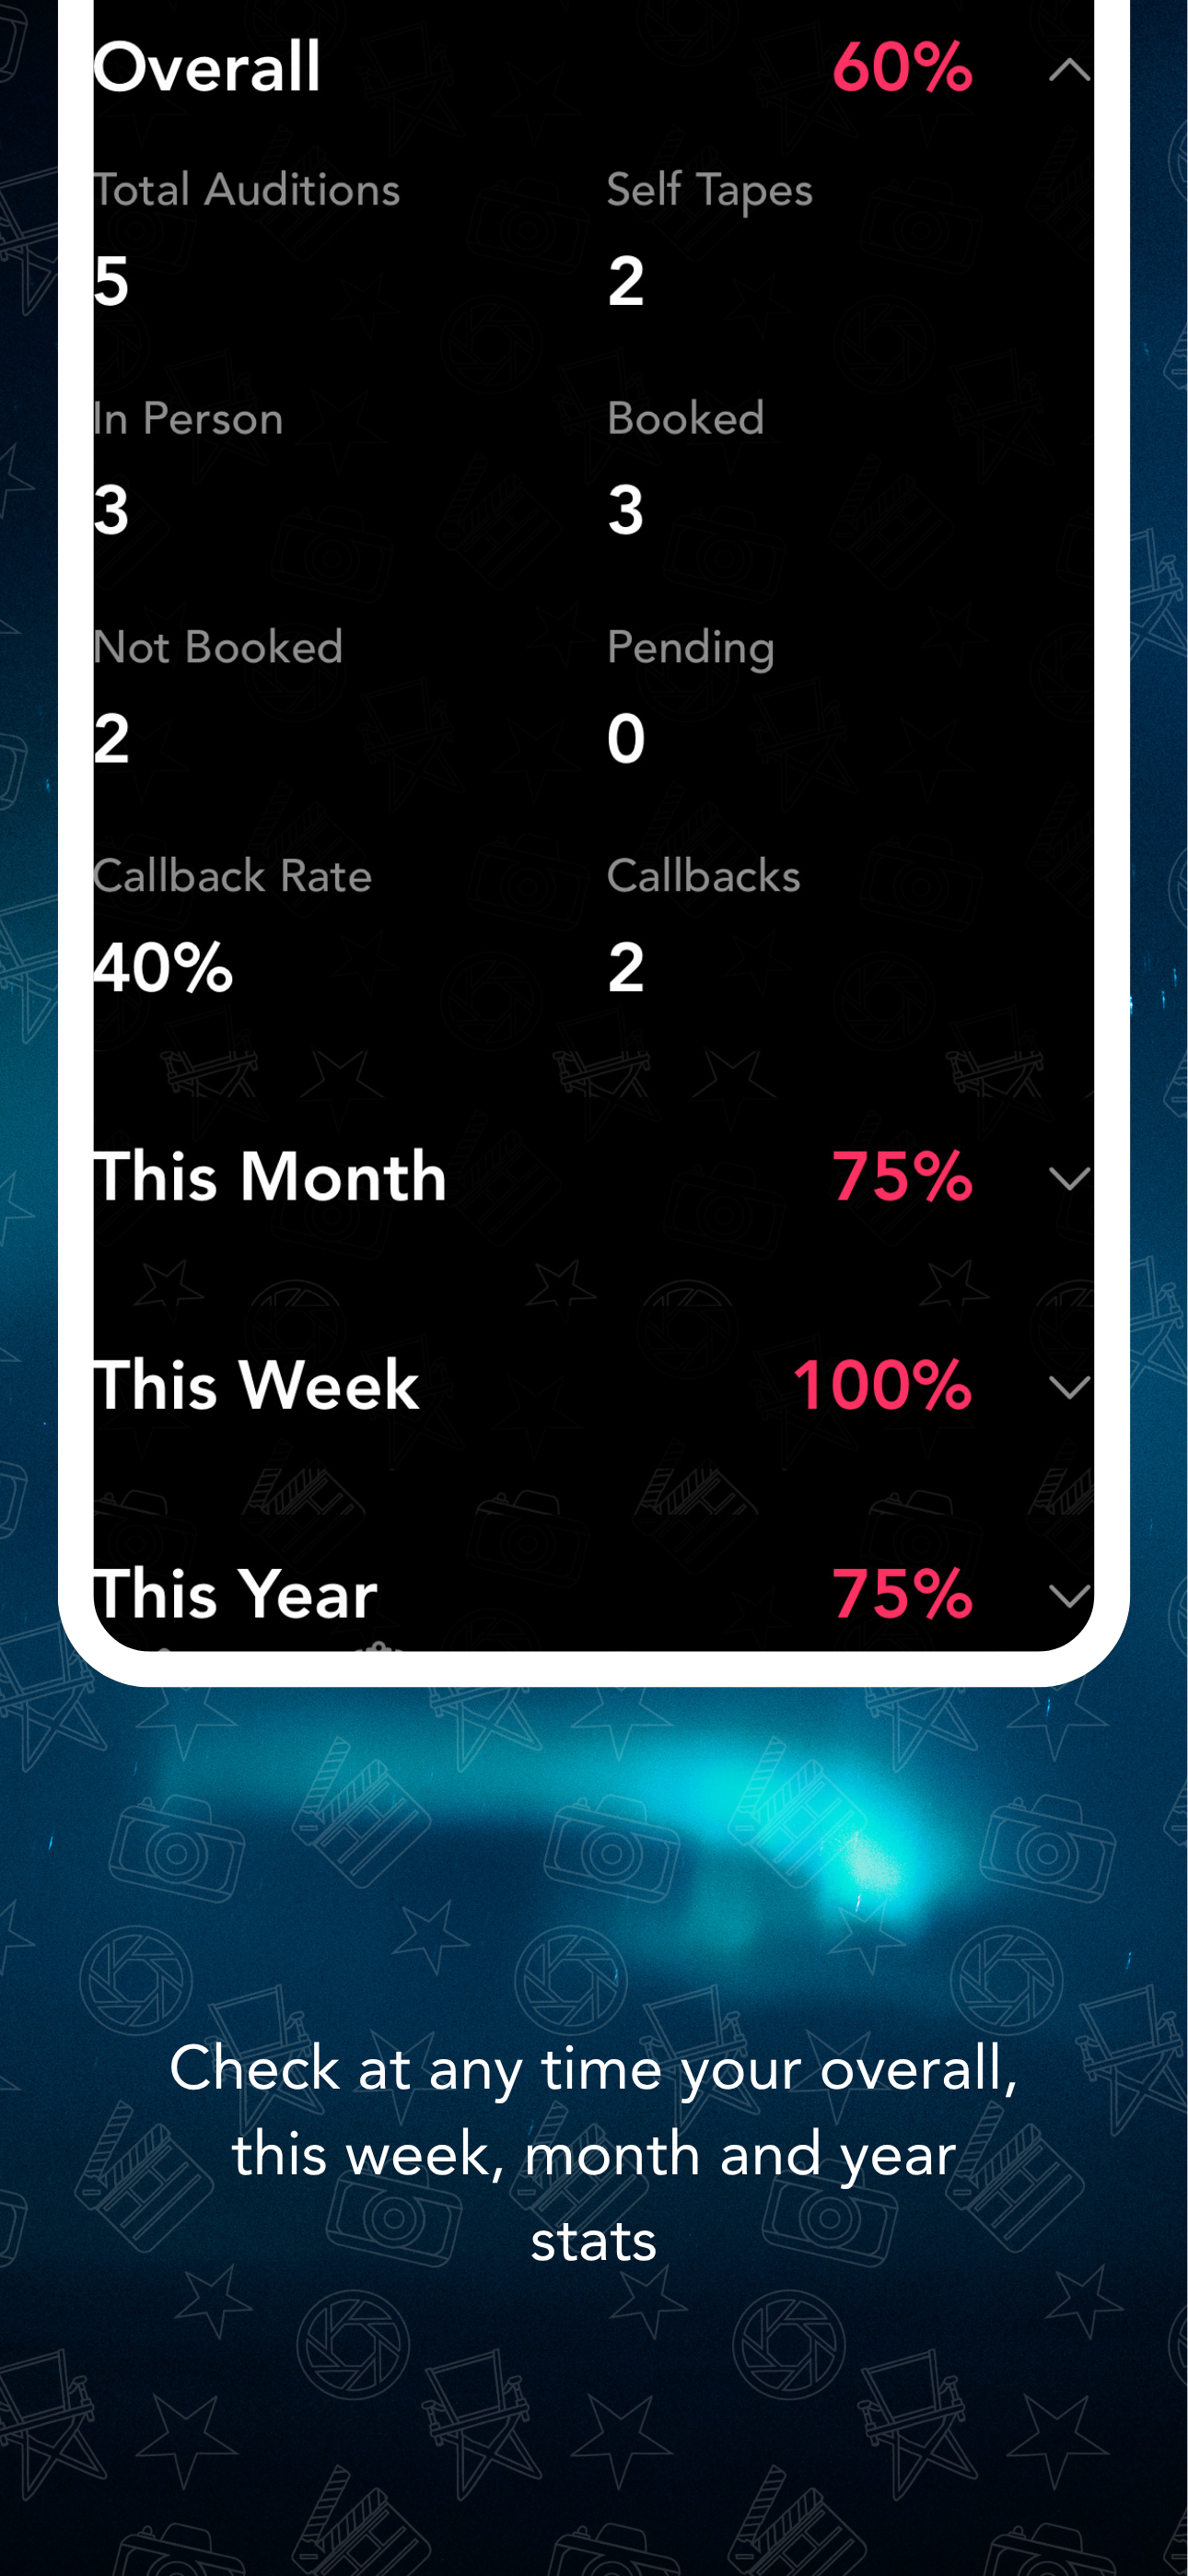 Overall 60%
Total Auditions Self Tapes
5 2
In Person Booked
3 3
Not Booked Pending
2 0
Callback Rate Callbacks
40% 2
This Month 75%
This Week 100%
This Year 75%
Check at any time your overall,
this week, month and year
stats